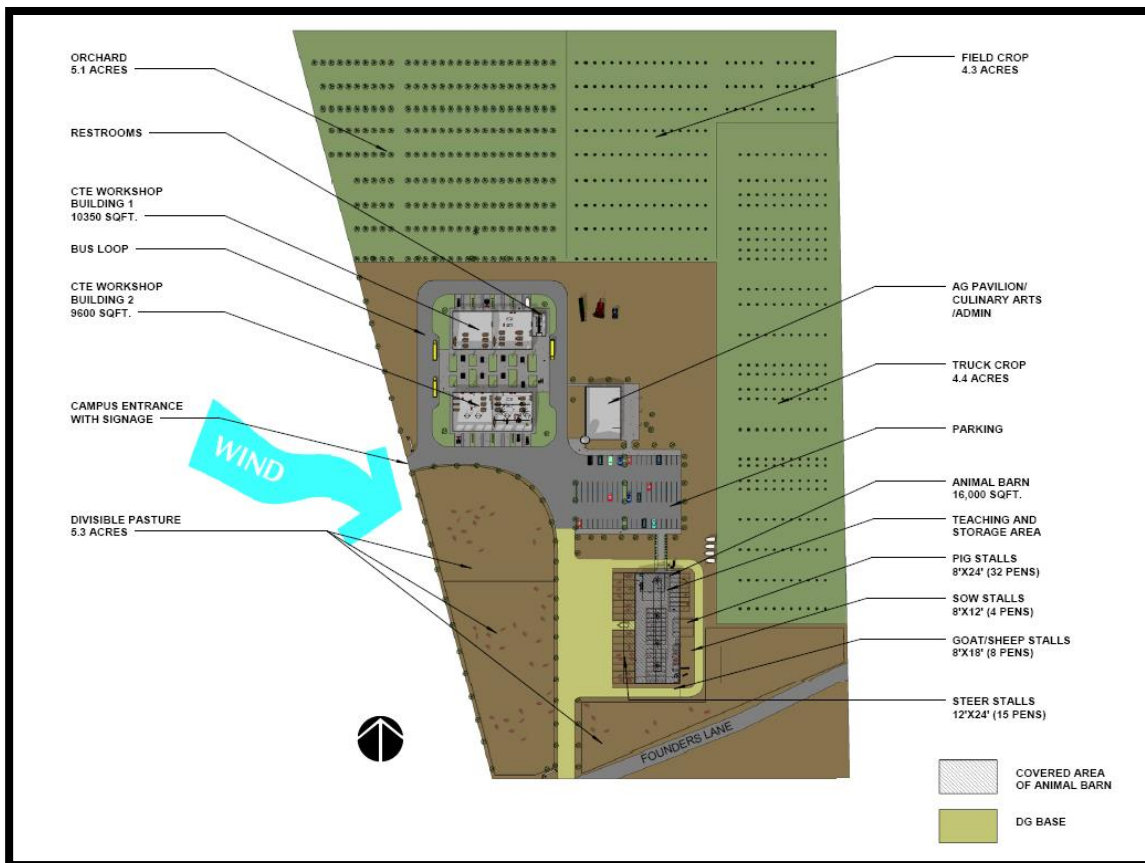 ORCHARD
5.1 ACRES
RESTROOMS
CTE WORKSHOP
BUILDING 1
10350 SQFT.
BUS LOOP
CTE WORKSHOP
BUILDING 2
9600 SQFT.
CAMPUS ENTRANCE
WITH SIGNAGE
WIND
DIVISIBLE PASTURE
5.3 ACRES
FIELD CROP
4.3 ACRES
AG PAVILION/
CULINARY ARTS
/ADMIN
TRUCK CROP
4.4 ACRES
PARKING
ANIMAL BARN
16,000 SQFT.
TEACHING AND
STORAGE AREA
PIG STALLS
8'X24' (32 PENS)
SOW STALLS
8'X12' (4 PENS)
GOAT/SHEEP STALLS
8'X18' (8 PENS)
STEER STALLS
12'X24' (15 PENS)
FOUNDERS LANE
COVERED AREA
OF ANIMAL BARN
DG BASE